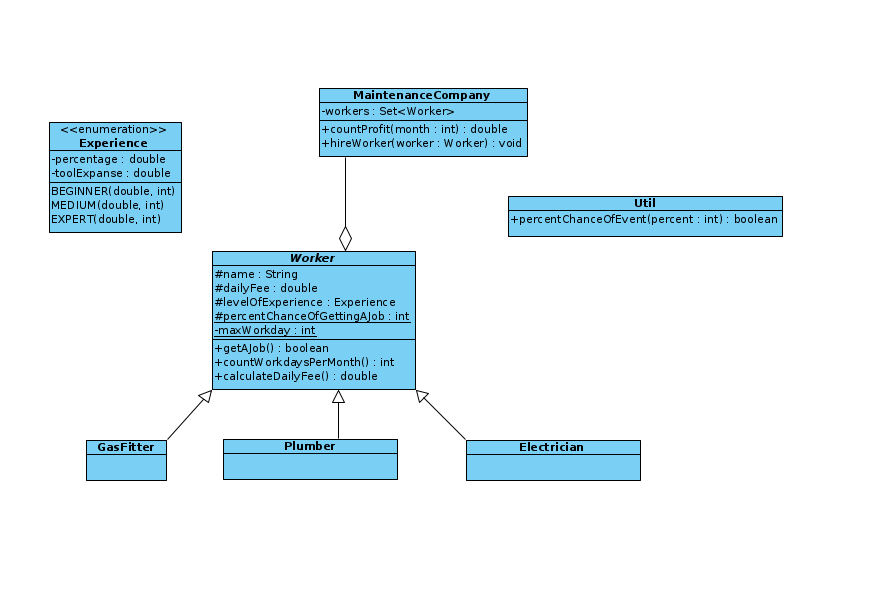 MaintenanceCompany
-workers : Set<Worker>
+countProfit(month : int) : double
+hireWorker(worker : Worker) : void
<<enumeration>>
Experience
-percentage : double
-toolExpanse : double
BEGINNER(double, int)
MEDIUM(double, int)
EXPERT(double, int)
Util
+percentChanceOfEvent(percent : int) : boolean
Worker
#name : String
#dailyFee : double
#levelOfExperience : Experience
#percentChanceOfGettingAJob : int
-maxWorkday : int
+getAJob() : boolean
+countWorkdaysPerMonth() : int
+calculateDailyFee() : double
GasFitter
Plumber
Electrician